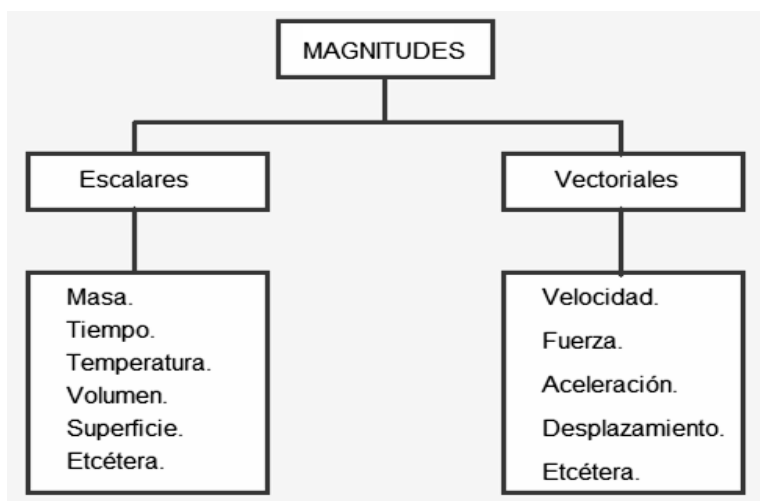 MAGNITUDES
Escalares
Vectoriales
Masa.
Tiempo.
Temperatura.
Volumen.
Superficie.
Etcétera.
Velocidad.
Fuerza.
Aceleración.
Desplazamiento.
Etcétera.